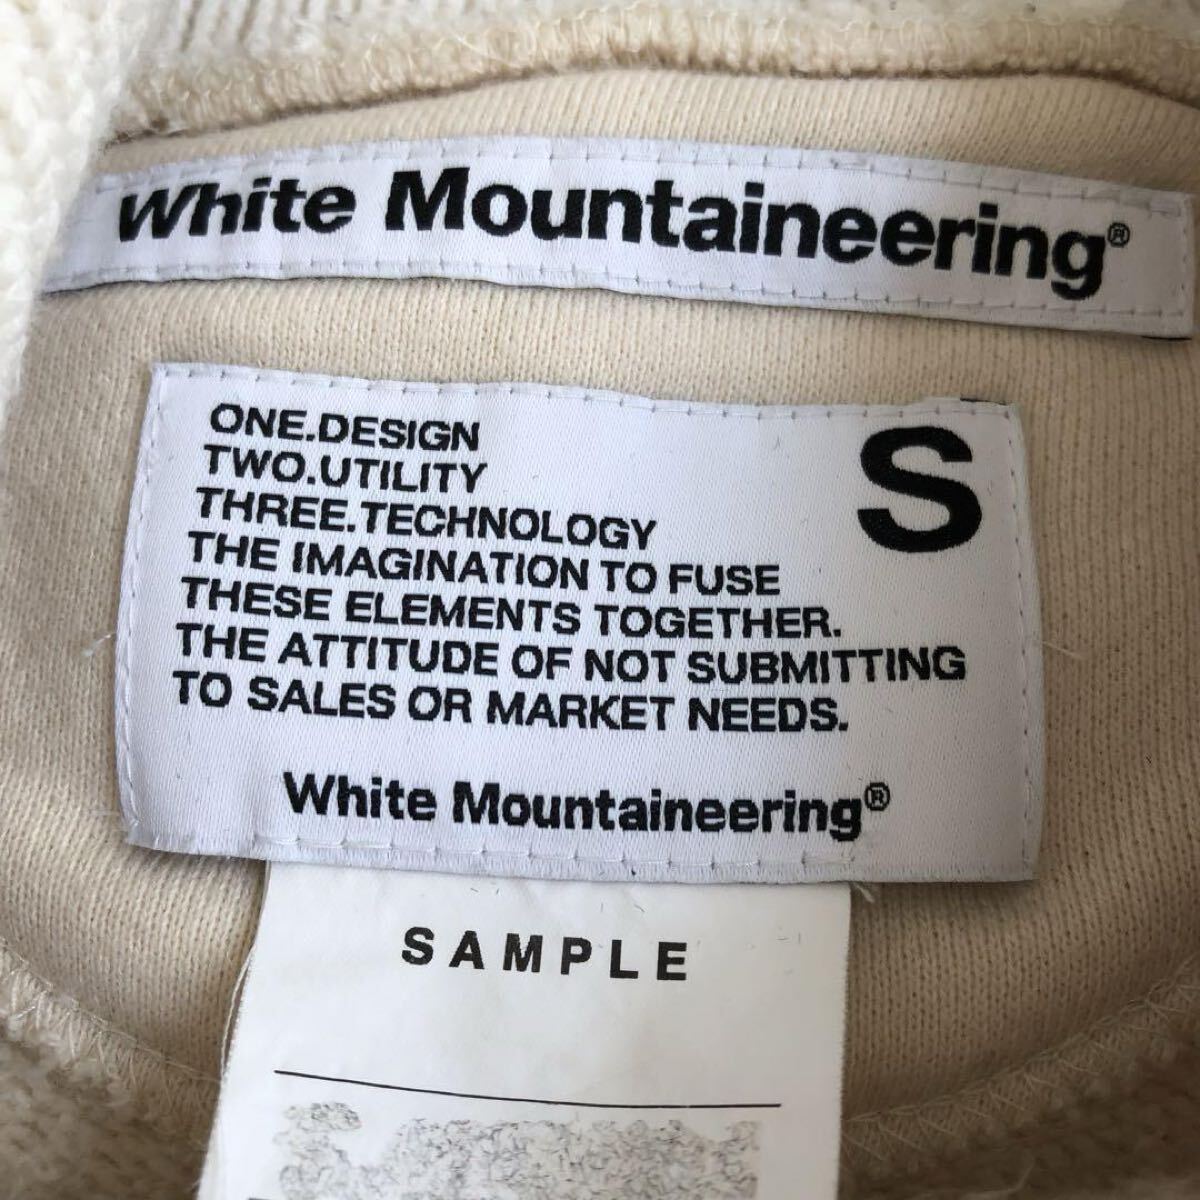 White Mountaineering®
ONE.DESIGN
TWO.UTILITY
THREE.TECHNOLOGY
THE IMAGINATION TO FUSE
THESE ELEMENTS TOGETHER.
THE ATTITUDE OF NOT SUBMITTING
TO SALES OR MARKET NEEDS.
S
White Mountaineering®
SAMPLE